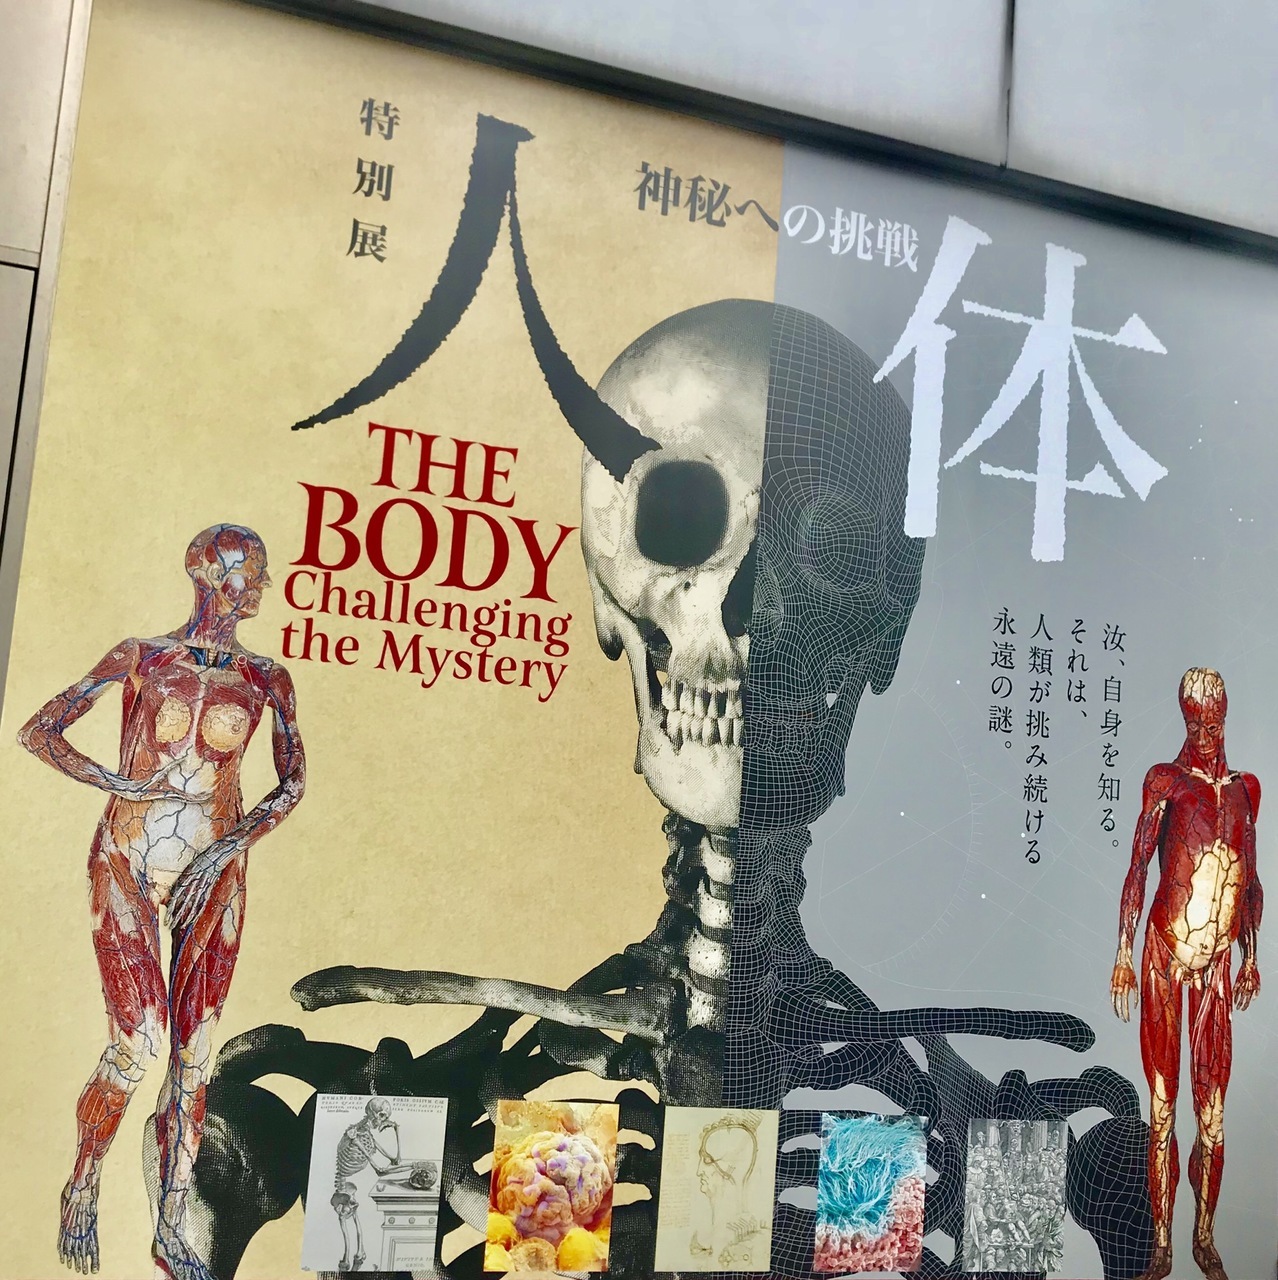 特別展
人体
神秘への挑戦
THE
BODY
Challenging
the Mystery
汝、自身を知る。
それは、
人類が挑み続ける
永遠の謎。